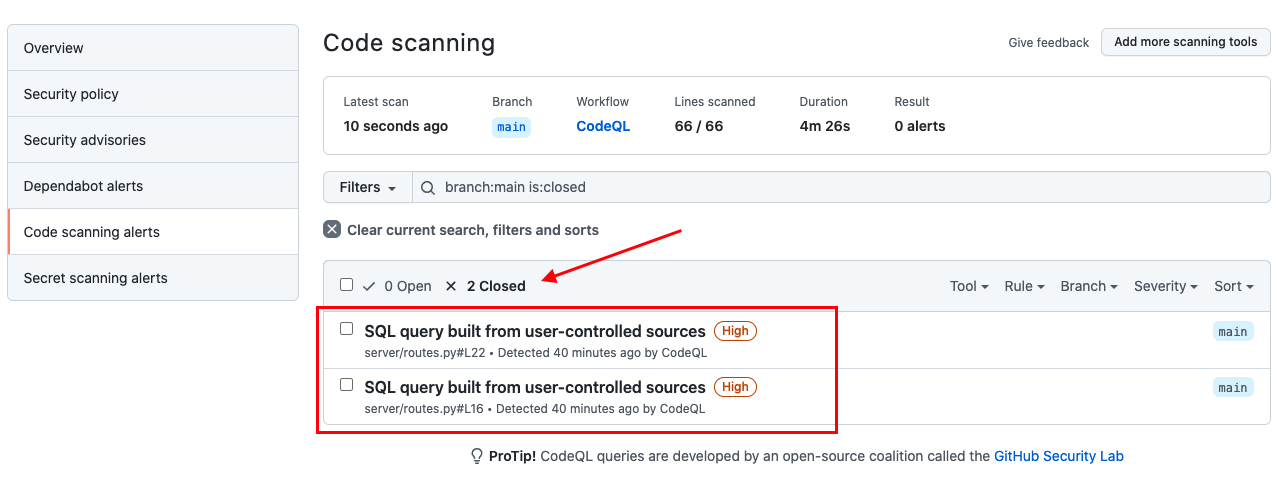 Overview
Security policy
Security advisories
Dependabot alerts
Code scanning alerts
Secret scanning alerts
Code scanning
Give feedback
Add more scanning tools
Latest scan Branch Workflow Lines scanned Duration Result
10 seconds ago main CodeQL 66 / 66 4m 26s 0 alerts
Filters branch:main is:closed
Clear current search, filters and sorts
0 Open 2 Closed Tool Rule Branch Severity Sort
SQL query built from user-controlled sources High main
server/routes.py#L22 • Detected 40 minutes ago by CodeQL
SQL query built from user-controlled sources High main
server/routes.py#L16 • Detected 40 minutes ago by CodeQL
ProTip! CodeQL queries are developed by an open-source coalition called the GitHub Security Lab